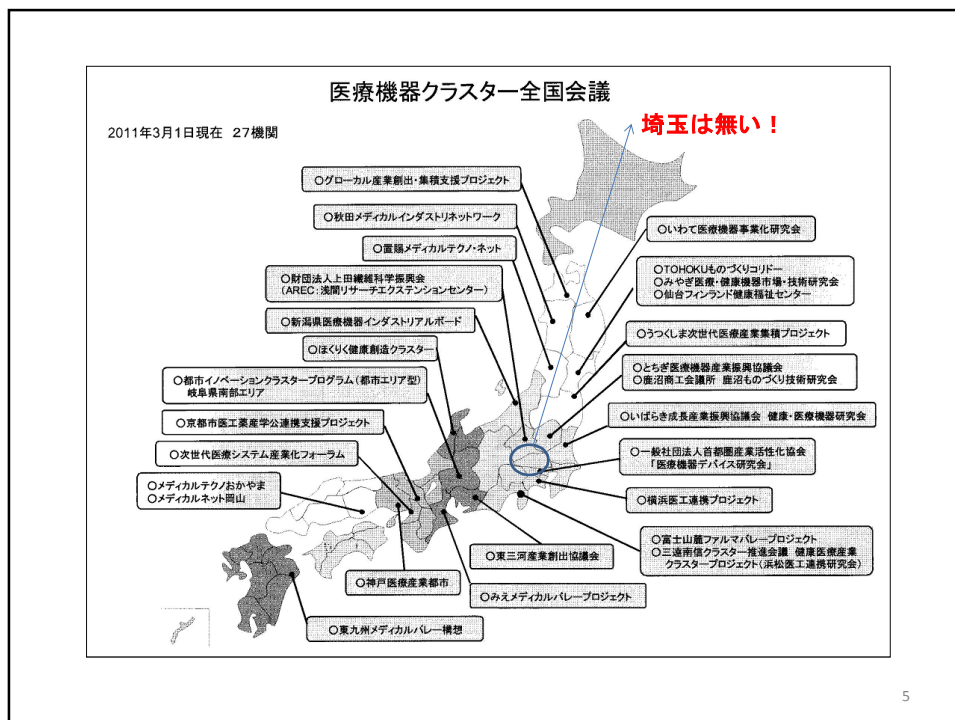 医療機器クラスター全国会議
2011年3月1日現在 27機関
埼玉は無い！
○グローカル産業創出・集積支援プロジェクト
○秋田メディカルインダストリネットワーク
○置賜メディカルテクノ・ネット
○財団法人上田繊維科学振興会
（AREC：浅間リサーチエクステンションセンター）
○新潟県医療機器インダストリアルボード
○ほくりく健康創造クラスター
○都市イノベーションクラスタープログラム（都市エリア型）
岐阜県南部エリア
○京都市医工薬産学公連携支援プロジェクト
○次世代医療システム産業化フォーラム
○メディカルテクノおかやま
○メディカルネット岡山
○いわて医療機器事業化研究会
○TOHOKUものづくりコリドー
○みやぎ医療・健康機器市場・技術研究会
○仙台フィンランド健康福祉センター
○うつくしま次世代医療産業集積プロジェクト
○とちぎ医療機器産業振興協議会
○鹿沼商工会議所 鹿沼ものづくり技術研究会
○いばらき成長産業振興協議会 健康・医療機器研究会
○一般社団法人首都圏産業活性化協会
「医療機器デバイス研究会」
○横浜医工連携プロジェクト
○富士山麓ファルマバレープロジェクト
○三遠南信クラスター推進会議 健康医療産業
クラスタープロジェクト（浜松医工連携研究会）
○東三河産業創出協議会
○神戸医療産業都市
○みえメディカルバレープロジェクト
○東九州メディカルバレー構想
5